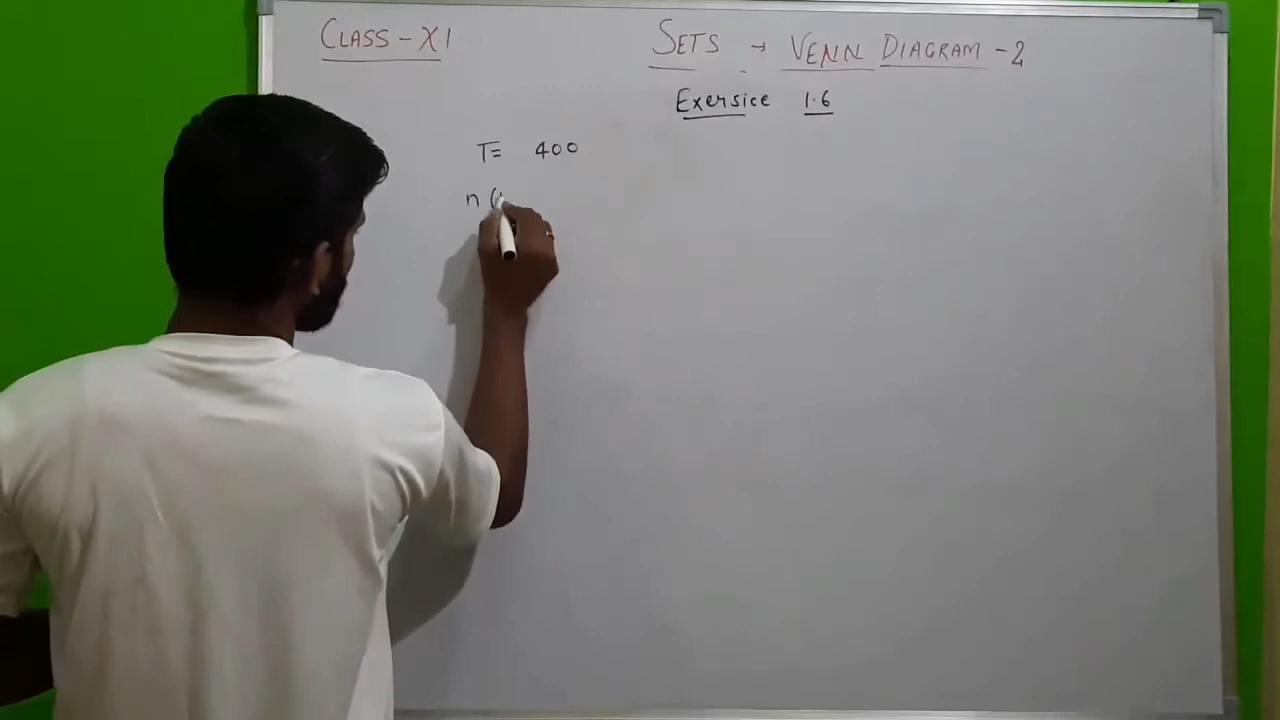 CLASS - XI
SETS → VENN DIAGRAM - 2
Exersice 1.6
T = 400
n (